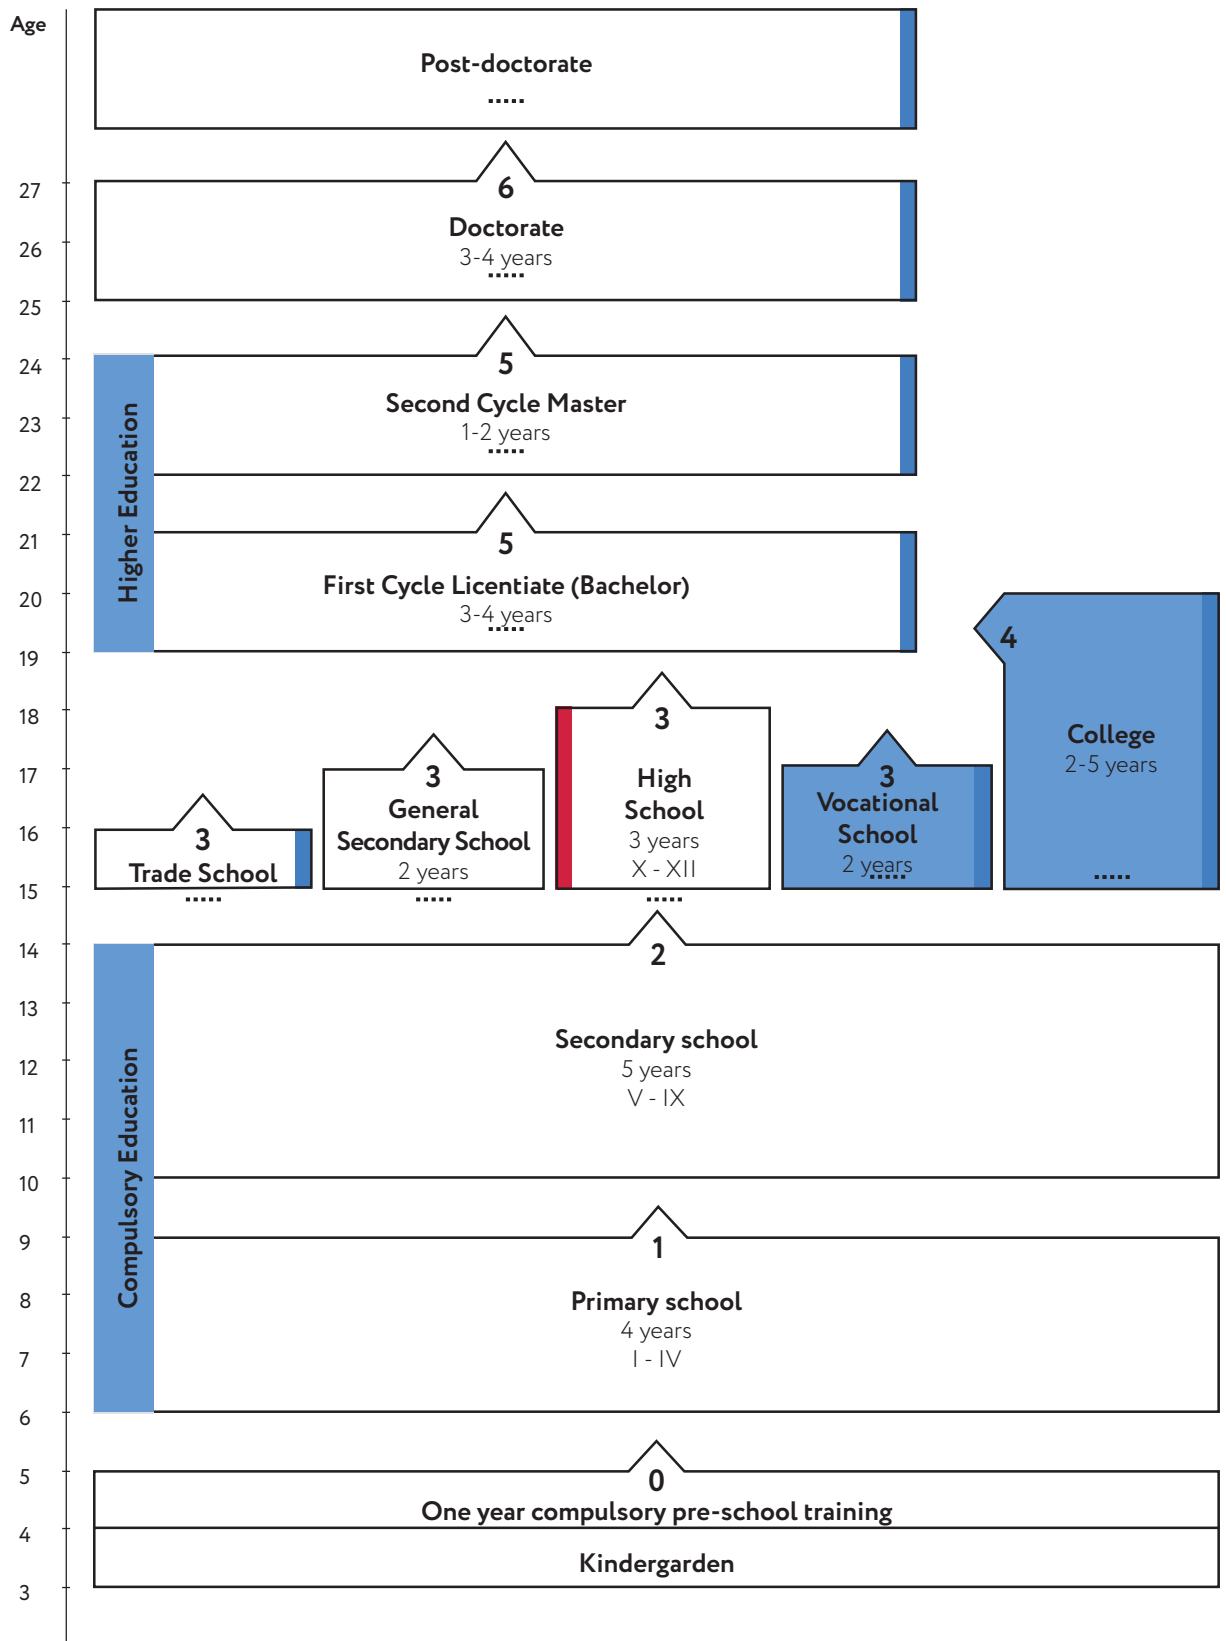 Age
Post-doctorate
.....
27
6
Doctorate
26
3-4 years
.....
25
24
5
Second Cycle Master
23
1-2 years
.....
22
Higher Education
21
5
First Cycle Licentiate (Bachelor)
20
3-4 years
.....
19
4
College
2-5 years
.....
18
17
16
15
3
Trade School
.....
3
General
Secondary School
2 years
.....
3
High
School
3 years
X - XII
.....
3
Vocational
School
2 years
.....
14
2
13
Secondary school
12
5 years
V - IX
11
Compulsory Education
10
9
1
8
Primary school
4 years
7
I - IV
6
5
0
One year compulsory pre-school training
4
Kindergarden
3